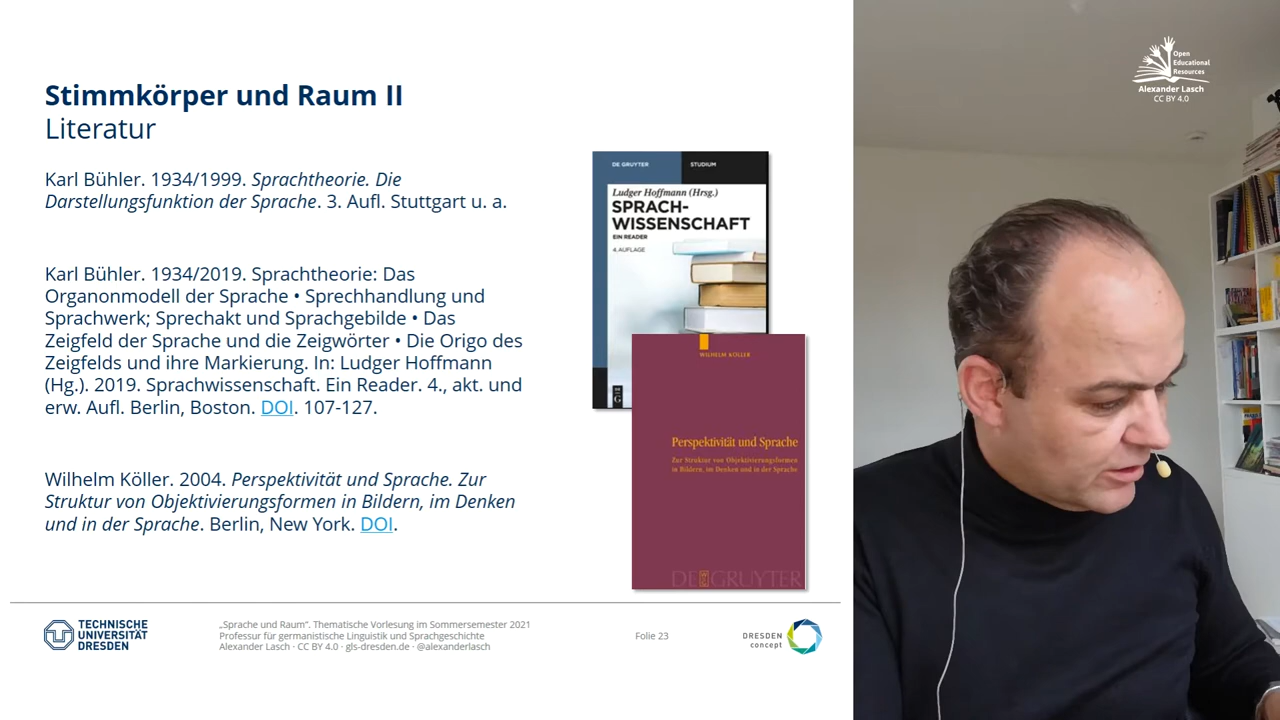 Stimmkörper und Raum II
Literatur
Karl Bühler. 1934/1999. Sprachtheorie. Die
Darstellungsfunktion der Sprache. 3. Aufl. Stuttgart u. a.
Karl Bühler. 1934/2019. Sprachtheorie: Das
Organonmodell der Sprache • Sprechhandlung und
Sprachwerk; Sprechakt und Sprachgebilde • Das
Zeigfeld der Sprache und die Zeigwörter • Die Origo des
Zeigfelds und ihre Markierung. In: Ludger Hoffmann
(Hg.). 2019. Sprachwissenschaft. Ein Reader. 4., akt. und
erw. Aufl. Berlin, Boston. DOI. 107-127.
Wilhelm Köller. 2004. Perspektivität und Sprache. Zur
Struktur von Objektivierungsformen in Bildern, im Denken
und in der Sprache. Berlin, New York. DOI.
DE GRUYTER
STUDIUM
Ludger Hoffmann (Hrsg.)
SPRACH-
WISSENSCHAFT
EIN READER
4. AUFLAGE
WILHELM KÖLLER
Perspektivität und Sprache
Zur Struktur von Objektivierungsformen
in Bildern, im Denken und in der Sprache
DE GRUYTER
TECHNISCHE
UNIVERSITÄT
DRESDEN
„Sprache und Raum“. Thematische Vorlesung im Sommersemester 2021
Professur für germanistische Linguistik und Sprachgeschichte
Alexander Lasch · CC BY 4.0 · gls-dresden.de · @alexanderlasch
Folie 23
DRESDEN
concept
Open
Educational
Resources
Alexander Lasch
CC BY 4.0